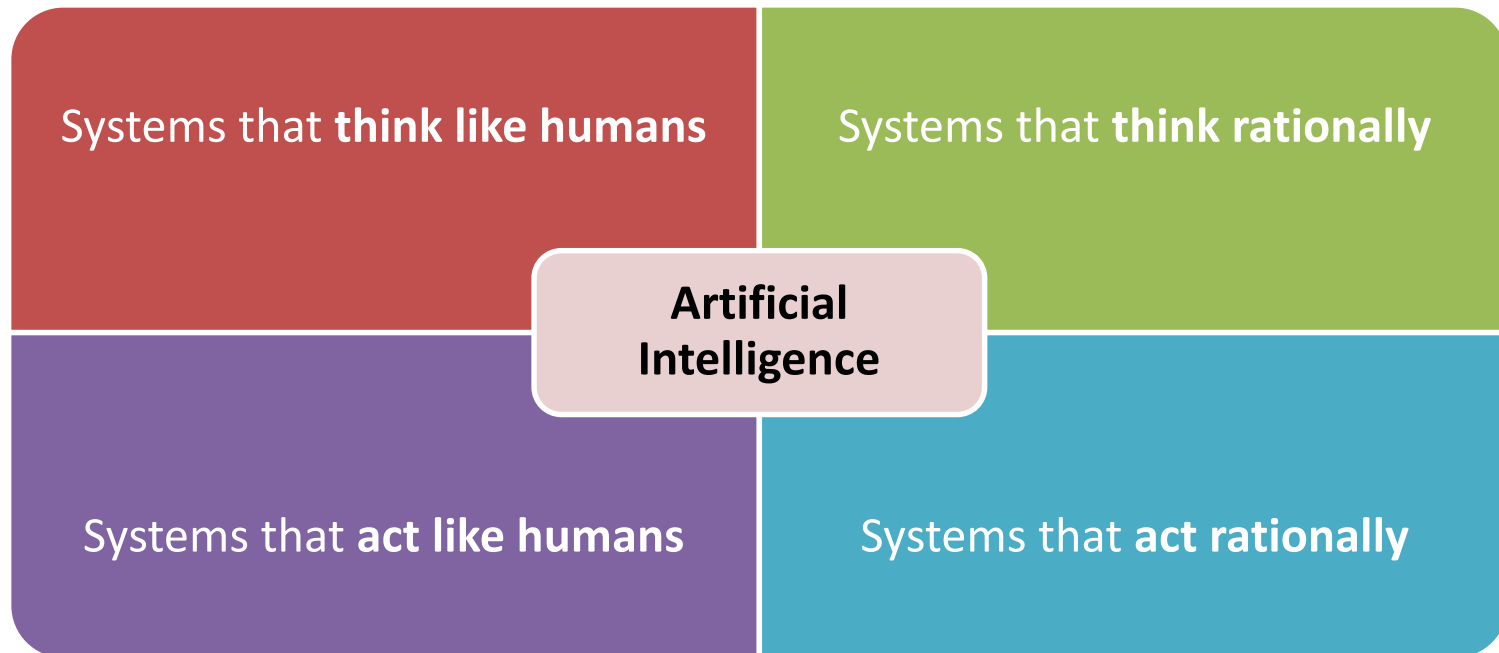 Systems that think like humans
Systems that think rationally
Artificial
Intelligence
Systems that act like humans
Systems that act rationally